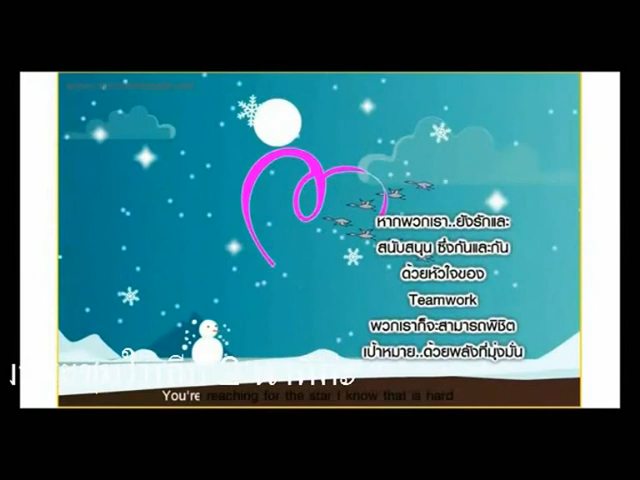 หากพวกเรา..ยังรักและ
สนับสนุน ซึ่งกันและกัน
ด้วยหัวใจของ
Teamwork
พวกเราก็จะสามารถพิชิต
เป้าหมาย..ด้วยพลังที่มุ่งมั่น
You're reaching for the star I know that is hard